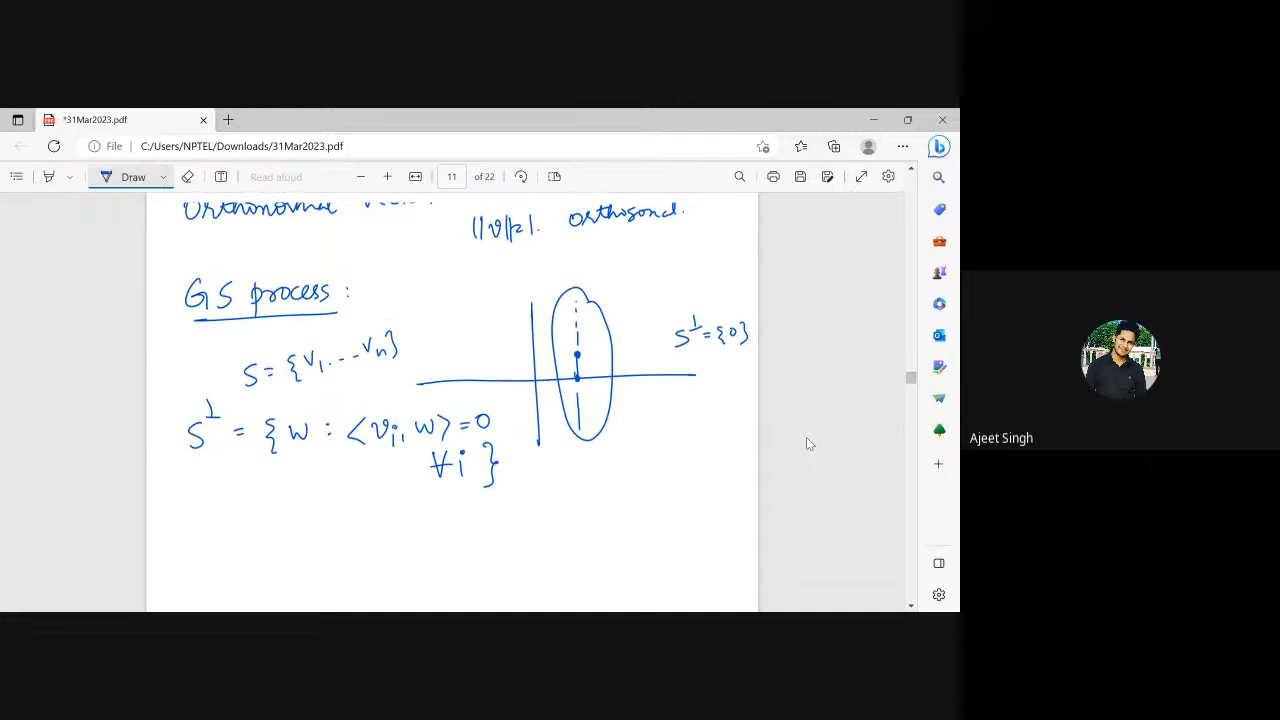 *31Mar2023.pdf
File C:/Users/NPTEL/Downloads/31Mar2023.pdf
Draw Read aloud 11 of 22
Orthonormal
||v||=1. orthogonal.
GS process:
S = {v₁ ... vₙ}
S⊥ = {0}
S⊥ = { w : <vᵢ, w> = 0
∀ i }
Ajeet Singh